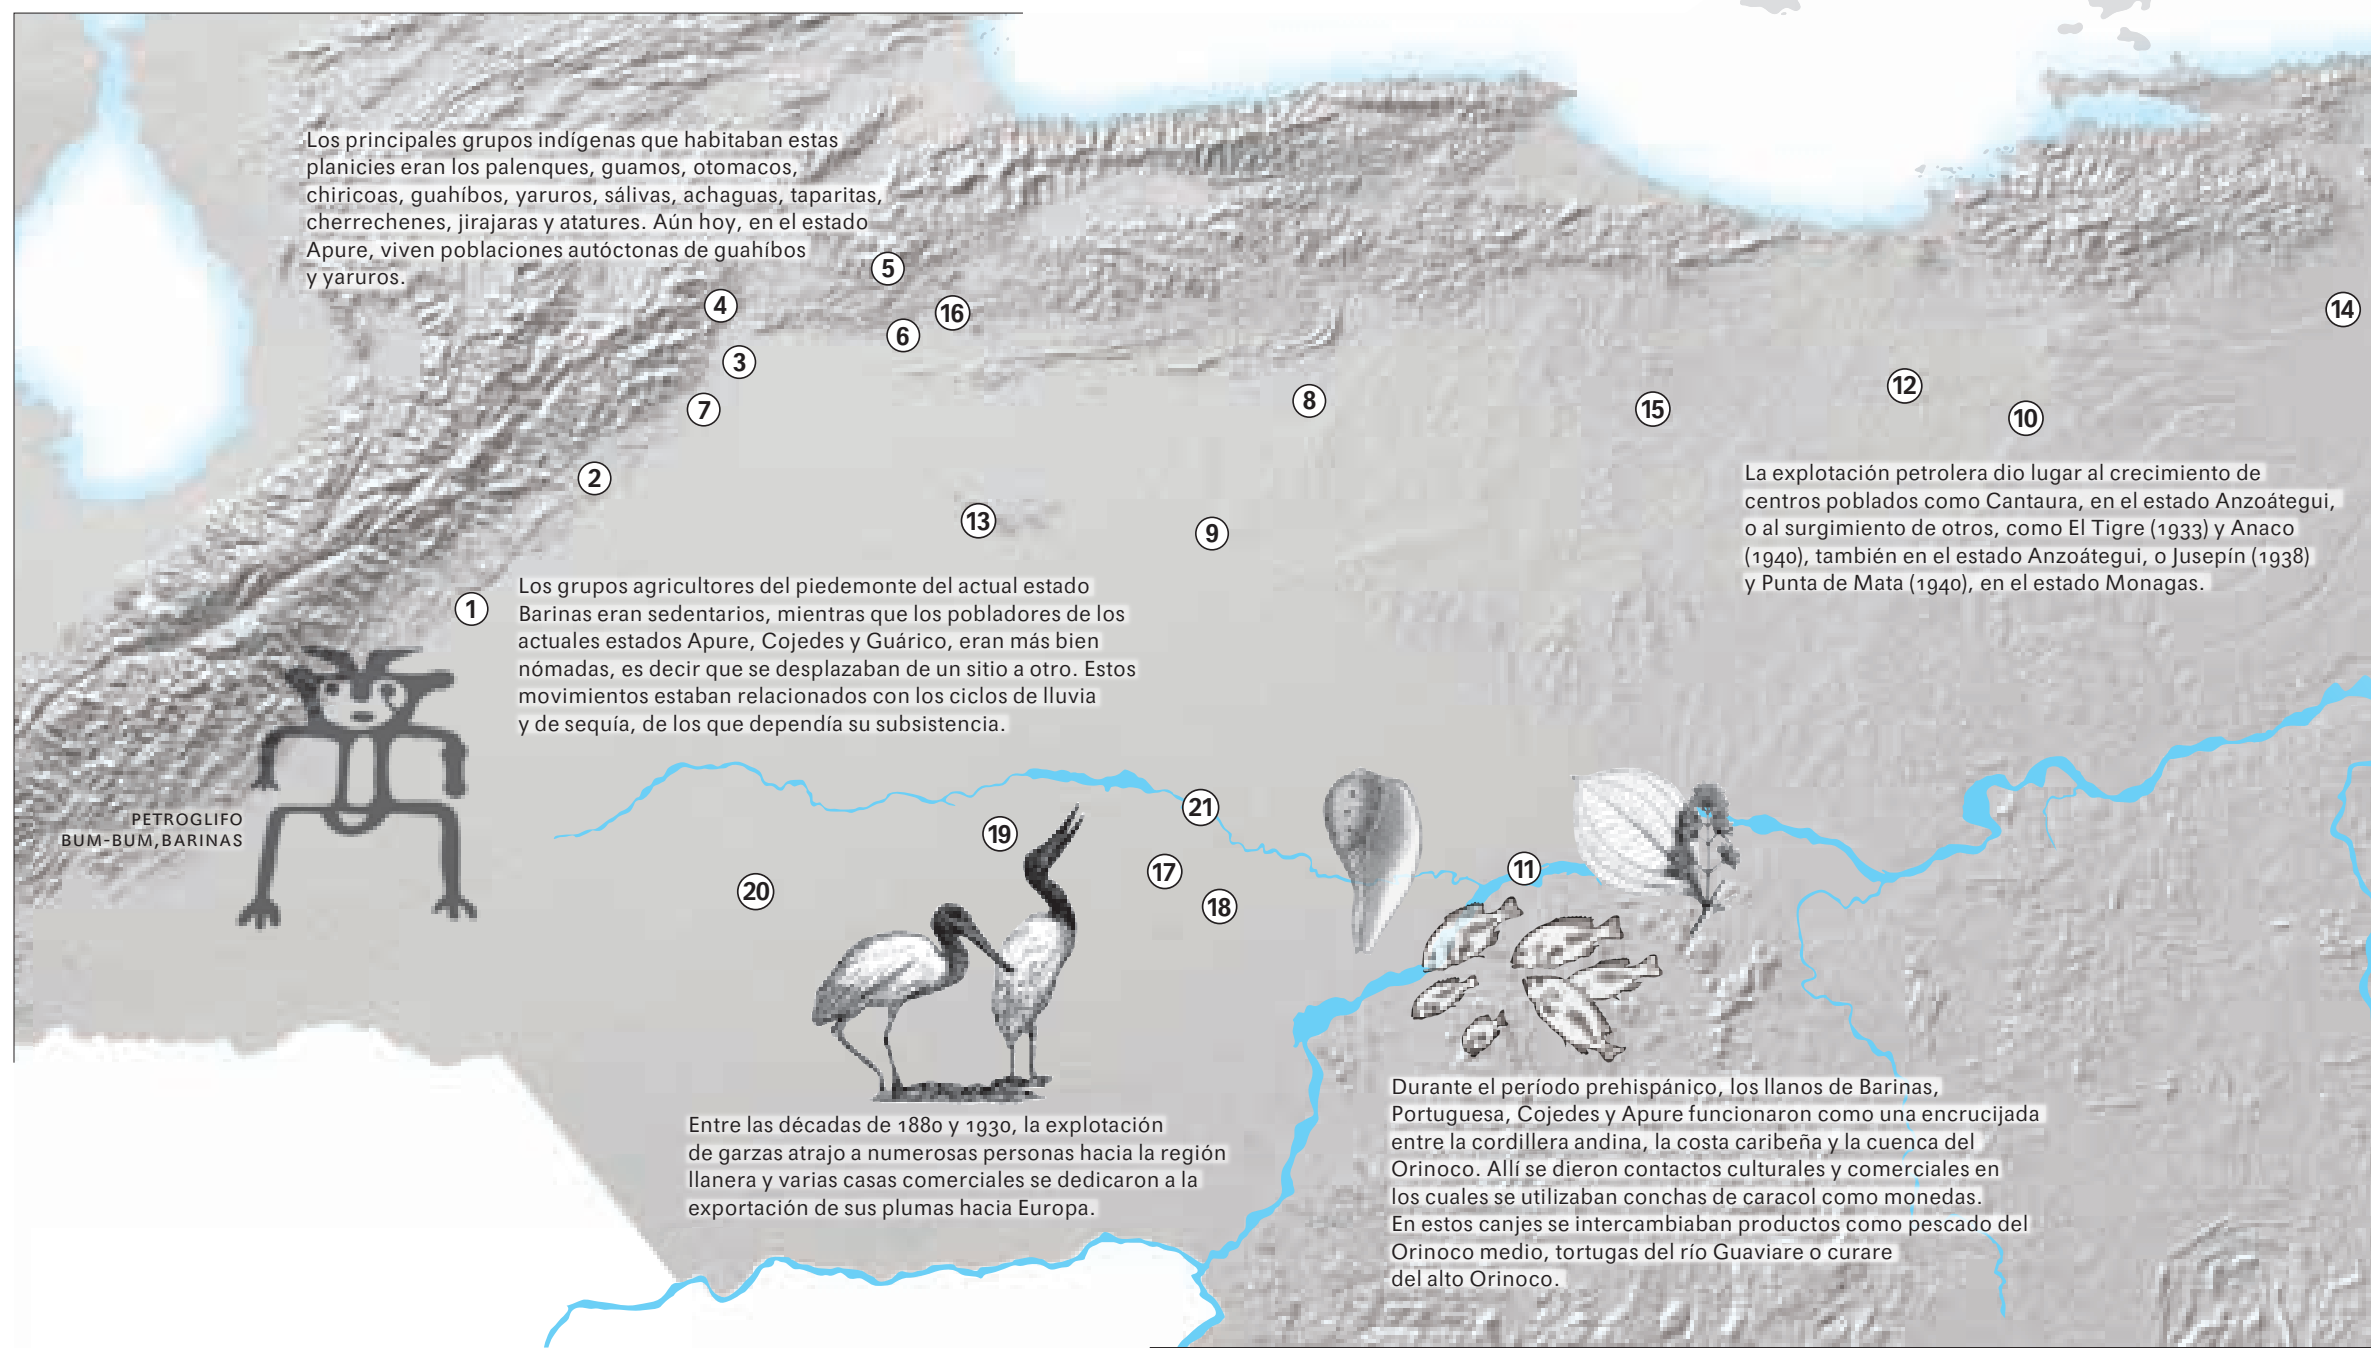 Los principales grupos indígenas que habitaban estas
planicies eran los palenques, guamos, otomacos,
chiricoas, guahíbos, yaruros, sálivas, achaguas, taparitas,
cherrechenes, jirajaras y atatures. Aún hoy, en el estado
Apure, viven poblaciones autóctonas de guahíbos
y yaruros.
5
4
16
14
6
3
12
7
8
15
10
2
La explotación petrolera dio lugar al crecimiento de
centros poblados como Cantaura, en el estado Anzoátegui,
o al surgimiento de otros, como El Tigre (1933) y Anaco
(1940), también en el estado Anzoátegui, o Jusepín (1938)
y Punta de Mata (1940), en el estado Monagas.
13
9
1
Los grupos agricultores del piedemonte del actual estado
Barinas eran sedentarios, mientras que los pobladores de los
actuales estados Apure, Cojedes y Guárico, eran más bien
nómadas, es decir que se desplazaban de un sitio a otro. Estos
movimientos estaban relacionados con los ciclos de lluvia
y de sequía, de los que dependía su subsistencia.
PETROGLIFO
BUM-BUM, BARINAS
21
19
17
11
20
18
Entre las décadas de 1880 y 1930, la explotación
de garzas atrajo a numerosas personas hacia la región
llanera y varias casas comerciales se dedicaron a la
exportación de sus plumas hacia Europa.
Durante el período prehispánico, los llanos de Barinas,
Portuguesa, Cojedes y Apure funcionaron como una encrucijada
entre la cordillera andina, la costa caribeña y la cuenca del
Orinoco. Allí se dieron contactos culturales y comerciales en
los cuales se utilizaban conchas de caracol como monedas.
En estos canjes se intercambiaban productos como pescado del
Orinoco medio, tortugas del río Guaviare o curare
del alto Orinoco.